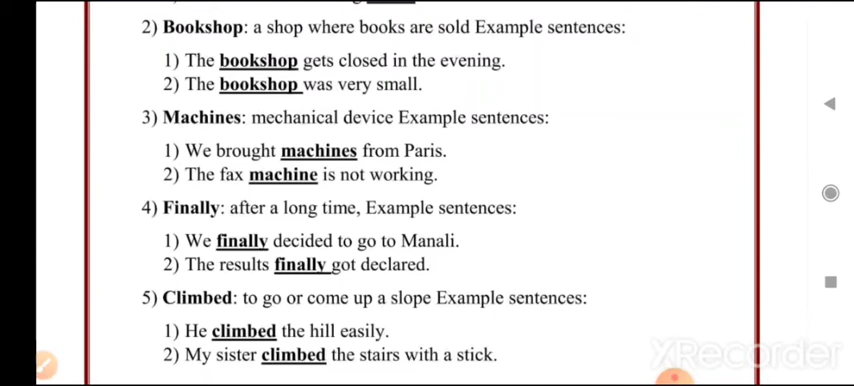 2) Bookshop: a shop where books are sold Example sentences:
1) The bookshop gets closed in the evening.
2) The bookshop was very small.
3) Machines: mechanical device Example sentences:
1) We brought machines from Paris.
2) The fax machine is not working.
4) Finally: after a long time, Example sentences:
1) We finally decided to go to Manali.
2) The results finally got declared.
5) Climbed: to go or come up a slope Example sentences:
1) He climbed the hill easily.
2) My sister climbed the stairs with a stick.
XRecorder